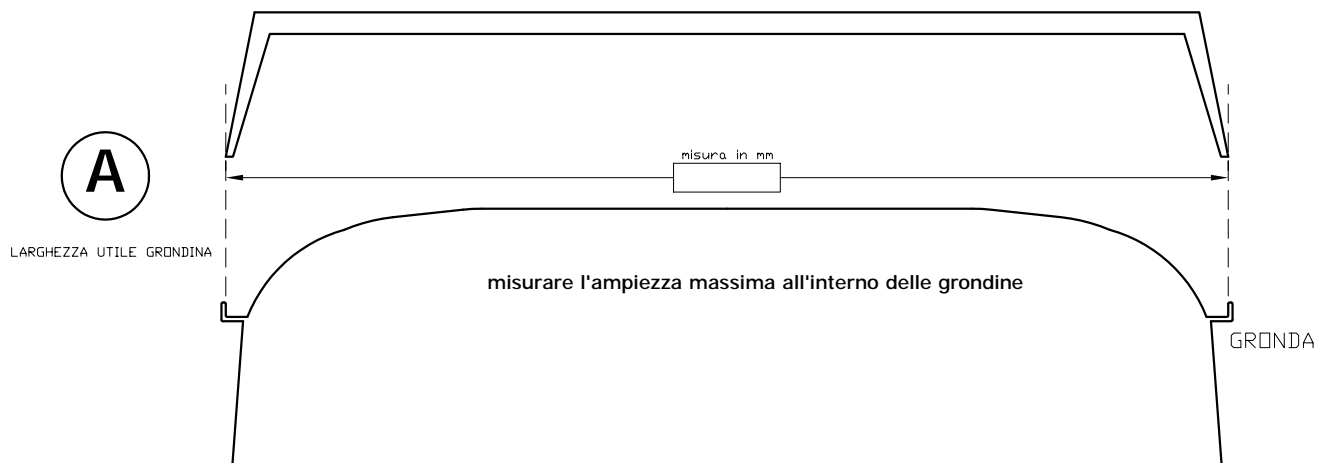 misura in mm
A
LARGHEZZA UTILE GRONDINA
misurare l'ampiezza massima all'interno delle grondine
GRONDA